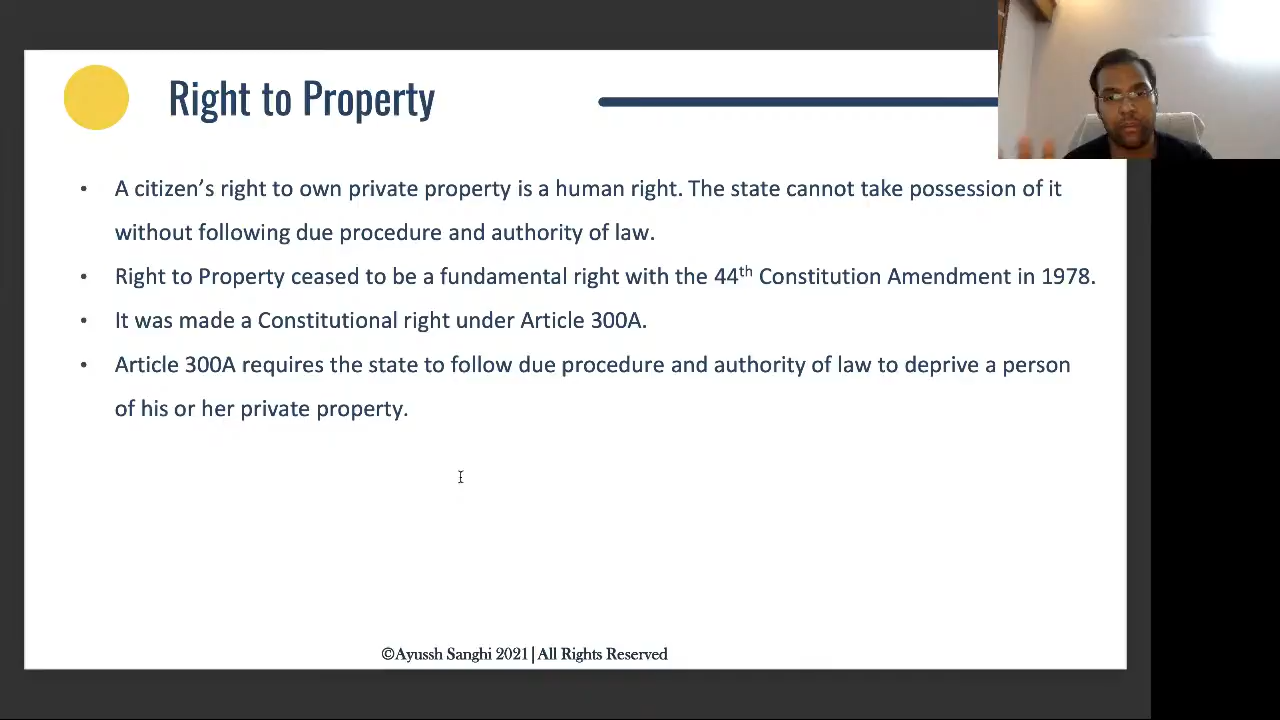 Right to Property
• A citizen's right to own private property is a human right. The state cannot take possession of it
without following due procedure and authority of law.
• Right to Property ceased to be a fundamental right with the 44th Constitution Amendment in 1978.
• It was made a Constitutional right under Article 300A.
• Article 300A requires the state to follow due procedure and authority of law to deprive a person
of his or her private property.
©Ayussh Sanghi 2021|All Rights Reserved